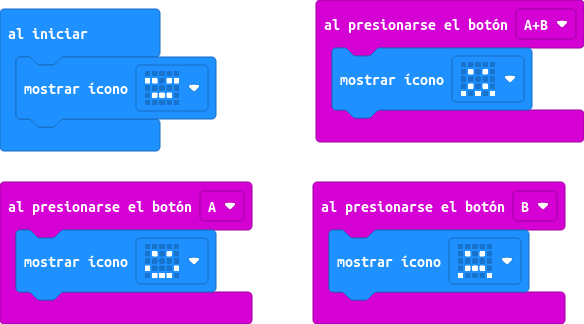 al iniciar
mostrar ícono
al presionarse el botón A+B
mostrar ícono
al presionarse el botón A
mostrar ícono
al presionarse el botón B
mostrar ícono